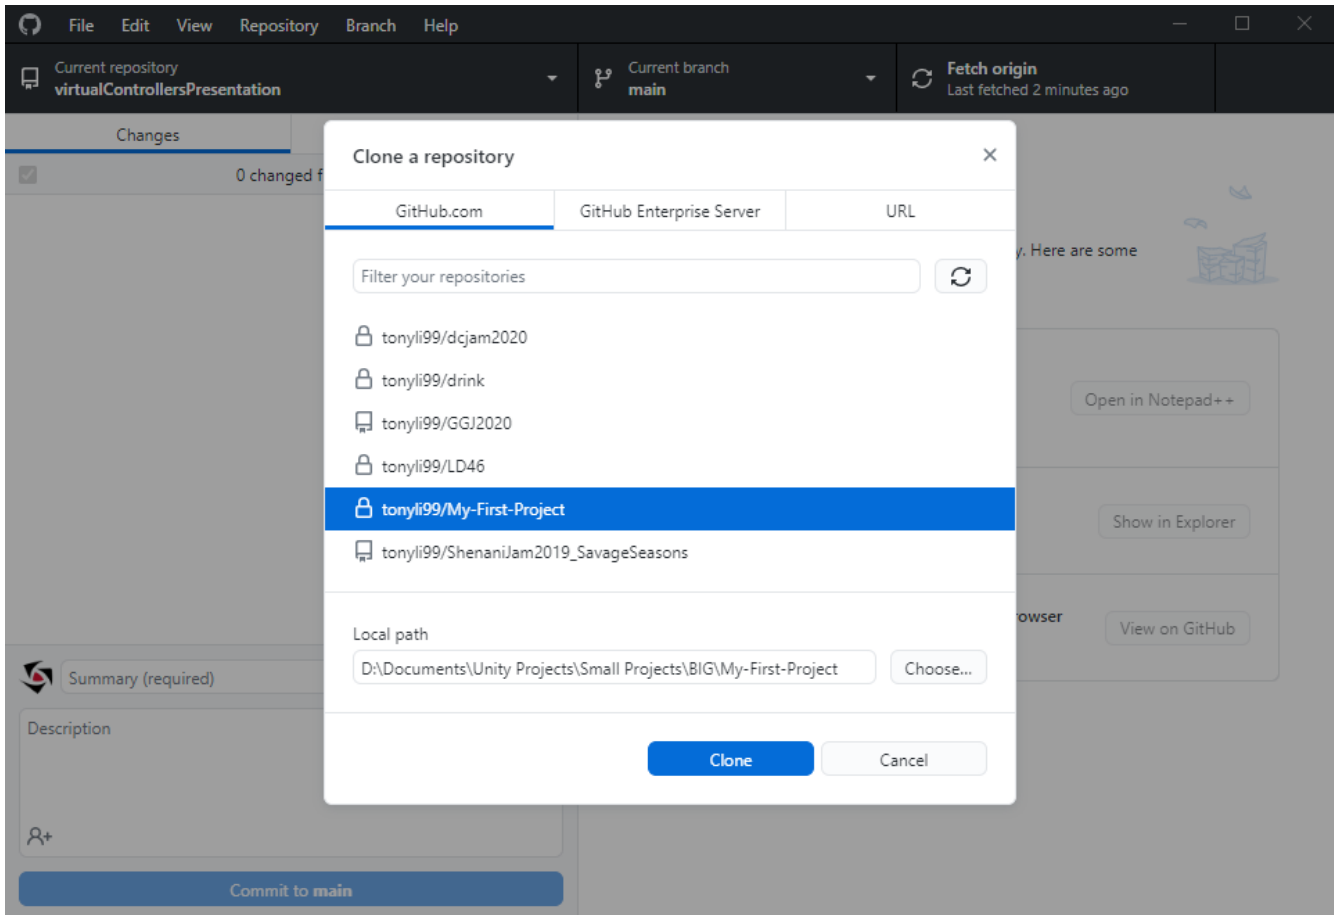 File Edit View Repository Branch Help
Current repository
virtualControllersPresentation
Current branch
main
Fetch origin
Last fetched 2 minutes ago
Changes
0 changed f
Clone a repository
GitHub.com GitHub Enterprise Server URL
Filter your repositories
tonyli99/dcjam2020
tonyli99/drink
tonyli99/GGJ2020
tonyli99/LD46
tonyli99/My-First-Project
tonyli99/ShenaniJam2019_SavageSeasons
Local path
D:\Documents\Unity Projects\Small Projects\BIG\My-First-Project Choose...
Clone Cancel
y. Here are some
Open in Notepad++
Show in Explorer
rowser
View on GitHub
Summary (required)
Description
Commit to main